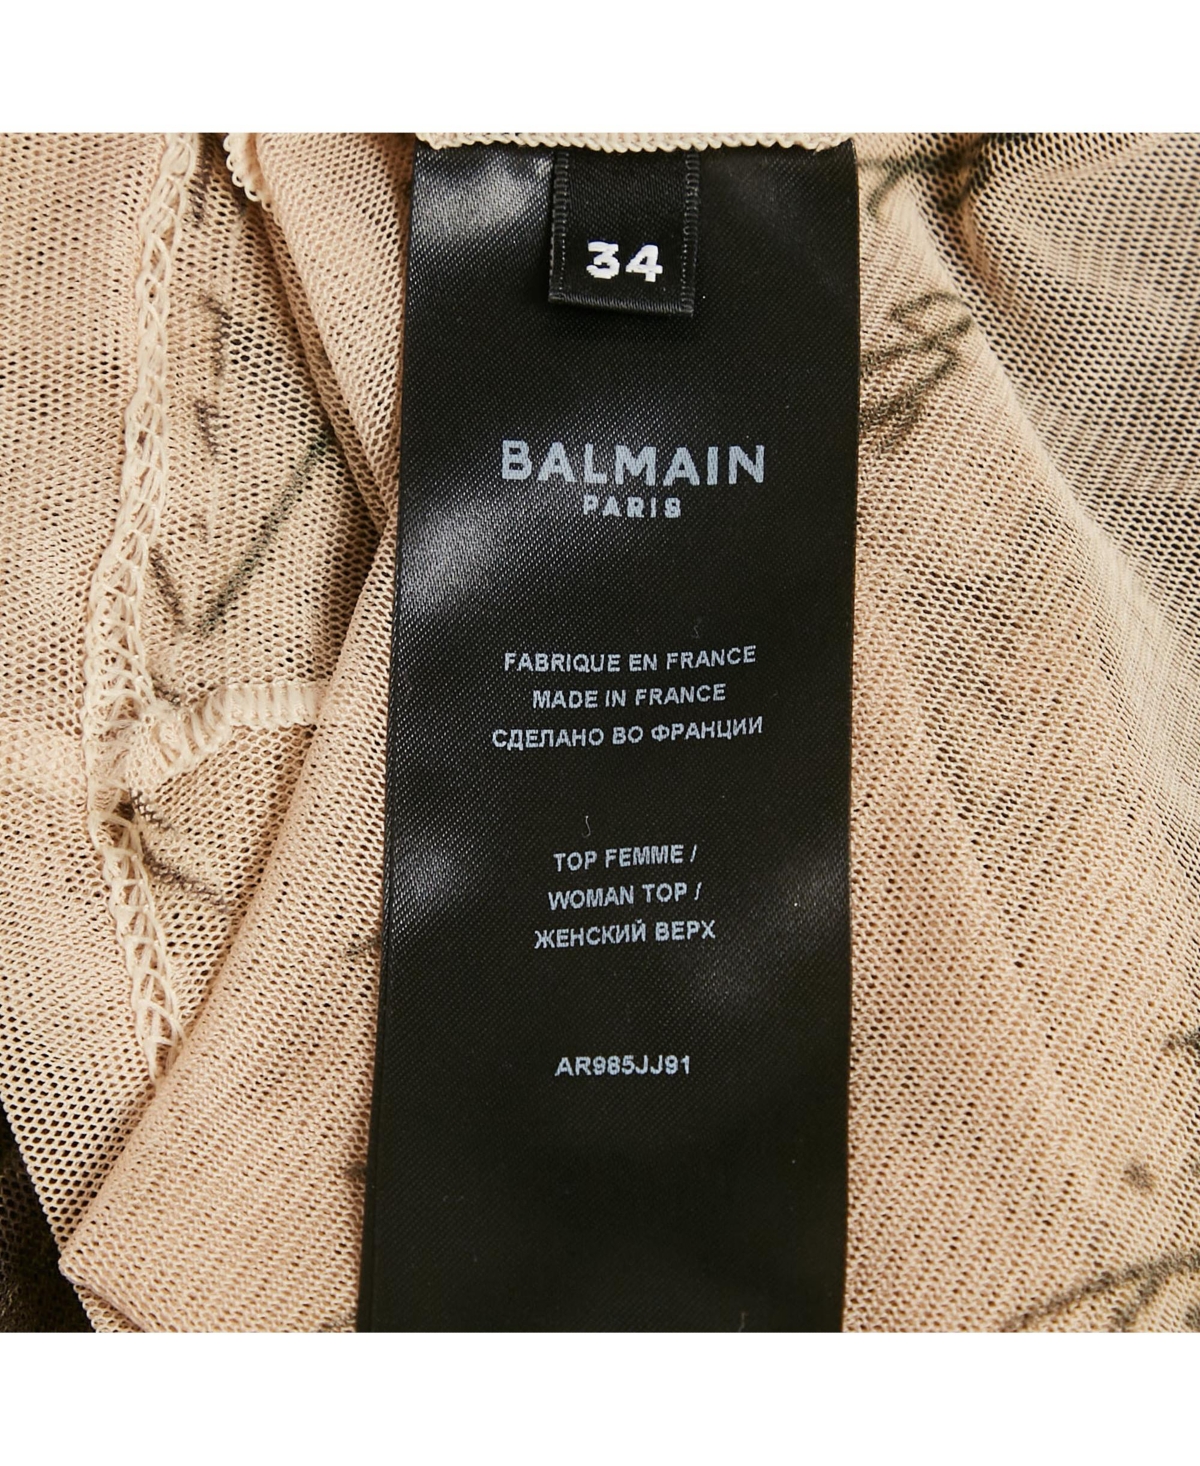 34
BALMAIN
PARIS
FABRIQUE EN FRANCE
MADE IN FRANCE
СДЕЛАНО ВО ФРАНЦИИ
TOP FEMME /
WOMAN TOP /
ЖЕНСКИЙ ВЕРХ
AR985JJ91